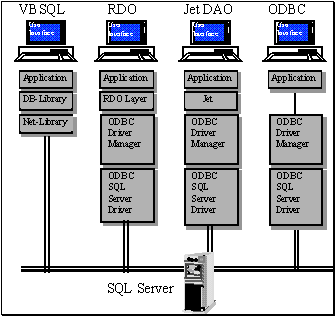 VB SQL
RDO
Jet DAO
ODBC
User
Interface
User
Interface
User
Interface
User
Interface
Application
Application
Application
Application
DB-Library
RDO Layer
Jet
Net-Library
ODBC
Driver
Manager
ODBC
Driver
Manager
ODBC
Driver
Manager
ODBC
SQL
Server
Driver
ODBC
SQL
Server
Driver
ODBC
SQL
Server
Driver
SQL Server